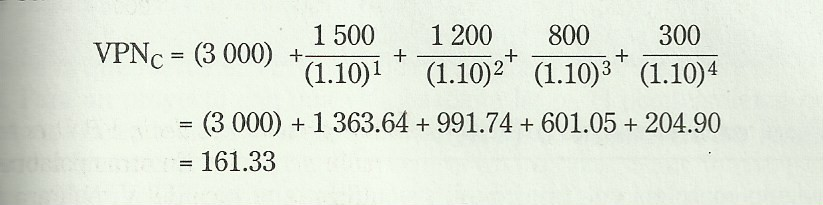 VPNC = (3 000) + 1 500/(1.10)1 + 1 200/(1.10)2 + 800/(1.10)3 + 300/(1.10)4
= (3 000) + 1 363.64 + 991.74 + 601.05 + 204.90
= 161.33